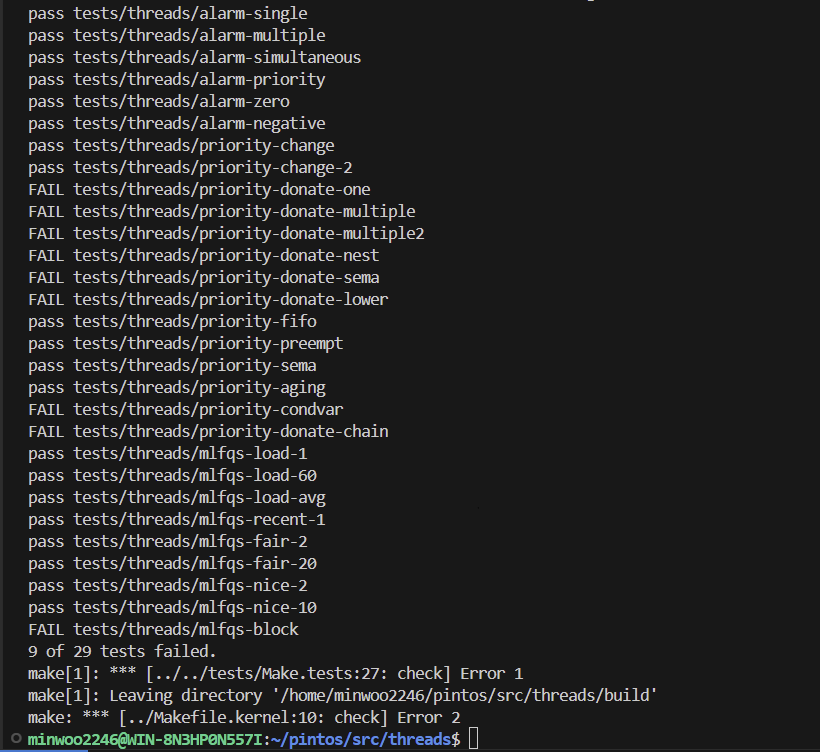 pass tests/threads/alarm-single
pass tests/threads/alarm-multiple
pass tests/threads/alarm-simultaneous
pass tests/threads/alarm-priority
pass tests/threads/alarm-zero
pass tests/threads/alarm-negative
pass tests/threads/priority-change
pass tests/threads/priority-change-2
FAIL tests/threads/priority-donate-one
FAIL tests/threads/priority-donate-multiple
FAIL tests/threads/priority-donate-multiple2
FAIL tests/threads/priority-donate-nest
FAIL tests/threads/priority-donate-sema
FAIL tests/threads/priority-donate-lower
pass tests/threads/priority-fifo
pass tests/threads/priority-preempt
pass tests/threads/priority-sema
pass tests/threads/priority-aging
FAIL tests/threads/priority-condvar
FAIL tests/threads/priority-donate-chain
pass tests/threads/mlfqs-load-1
pass tests/threads/mlfqs-load-60
pass tests/threads/mlfqs-load-avg
pass tests/threads/mlfqs-recent-1
pass tests/threads/mlfqs-fair-2
pass tests/threads/mlfqs-fair-20
pass tests/threads/mlfqs-nice-2
pass tests/threads/mlfqs-nice-10
FAIL tests/threads/mlfqs-block
9 of 29 tests failed.
make[1]: *** [../../tests/Make.tests:27: check] Error 1
make[1]: Leaving directory '/home/minwoo2246/pintos/src/threads/build'
make: *** [../Makefile.kernel:10: check] Error 2
minwoo2246@WIN-8N3HP0N557I:~/pintos/src/threads$